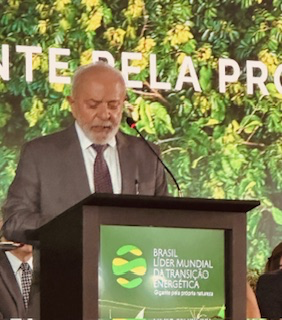 NTE PELA PRO
BRASIL
LÍDER MUNDIAL
DA TRANSIÇÃO
ENERGÉTICA